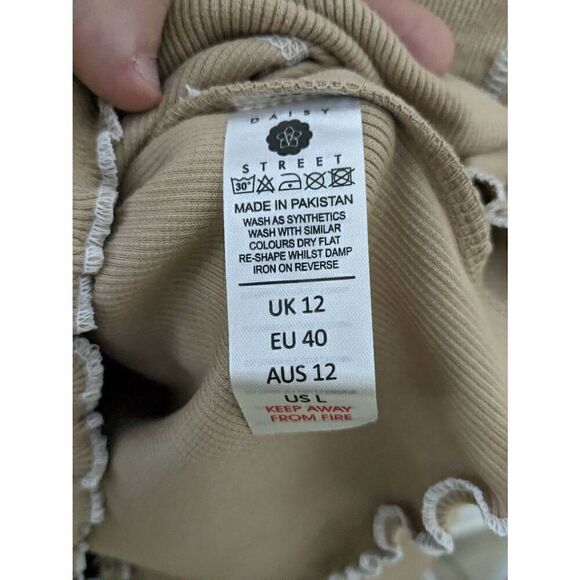 DAISY
STREET
30°
MADE IN PAKISTAN
WASH AS SYNTHETICS
WASH WITH SIMILAR
COLOURS DRY FLAT
RE-SHAPE WHILST DAMP
IRON ON REVERSE
UK 12
EU 40
AUS 12
US L
KEEP AWAY
FROM FIRE